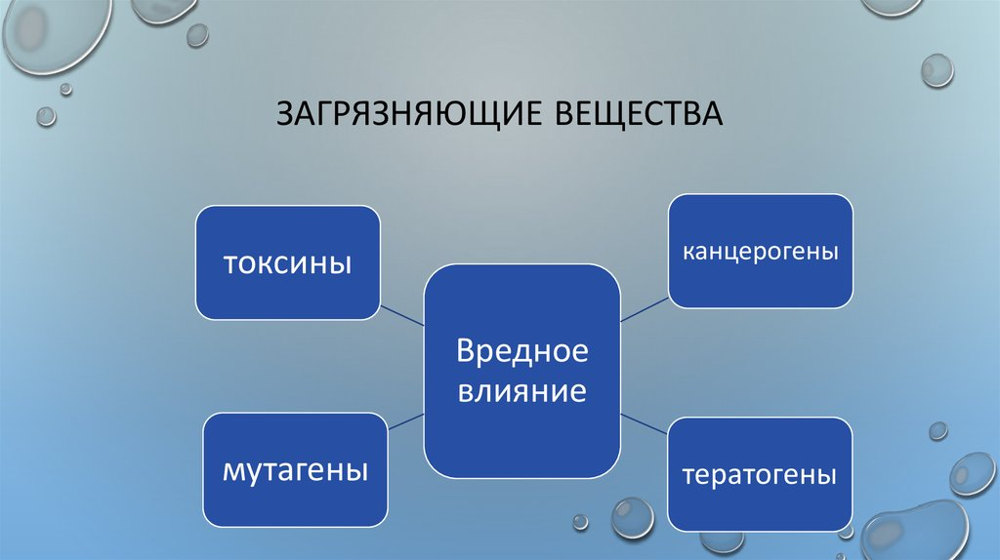 ЗАГРЯЗНЯЮЩИЕ ВЕЩЕСТВА
токсины
канцерогены
Вредное
влияние
мутагены
тератогены